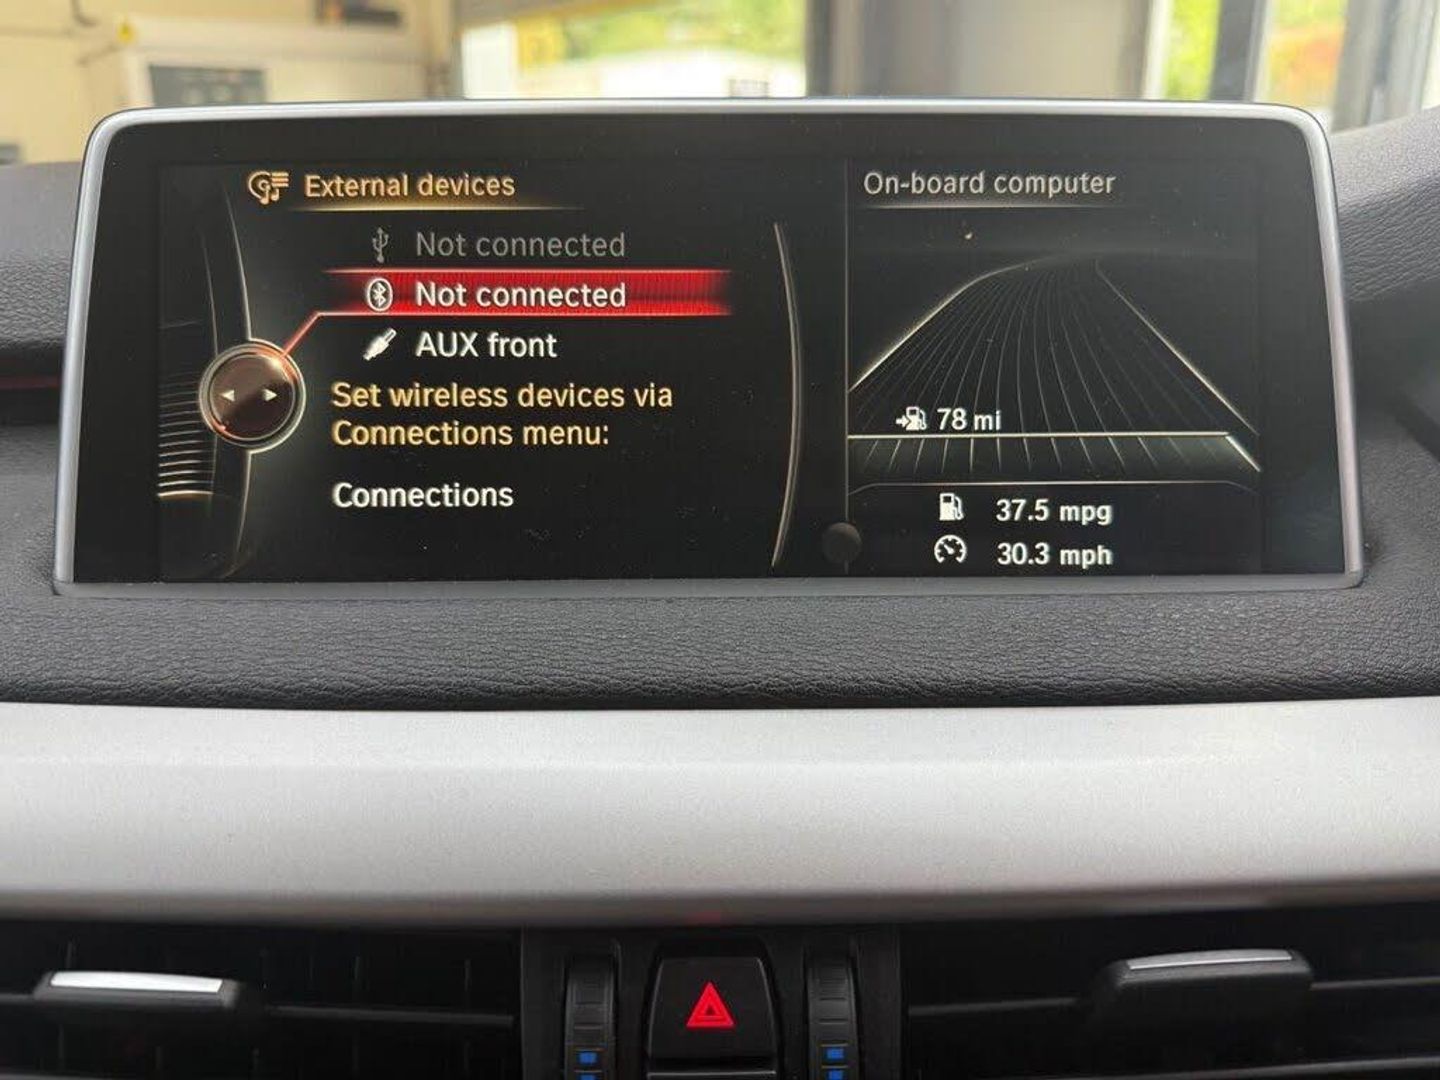 External devices
Not connected
Not connected
AUX front
Set wireless devices via
Connections menu:
Connections
On-board computer
78 mi
37.5 mpg
30.3 mph